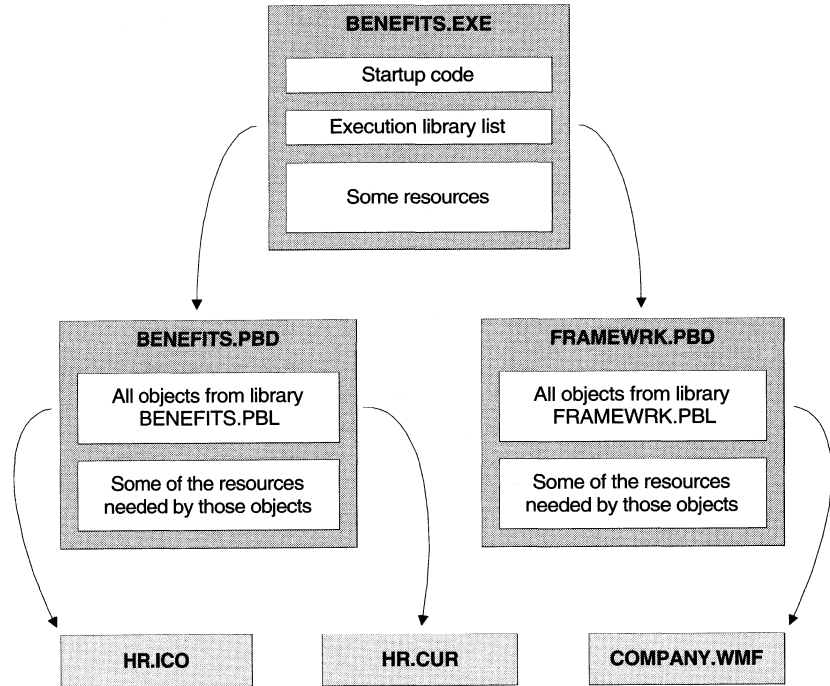 BENEFITS.EXE
Startup code
Execution library list
Some resources
BENEFITS.PBD
All objects from library
BENEFITS.PBL
Some of the resources
needed by those objects
FRAMEWRK.PBD
All objects from library
FRAMEWRK.PBL
Some of the resources
needed by those objects
HR.ICO
HR.CUR
COMPANY.WMF